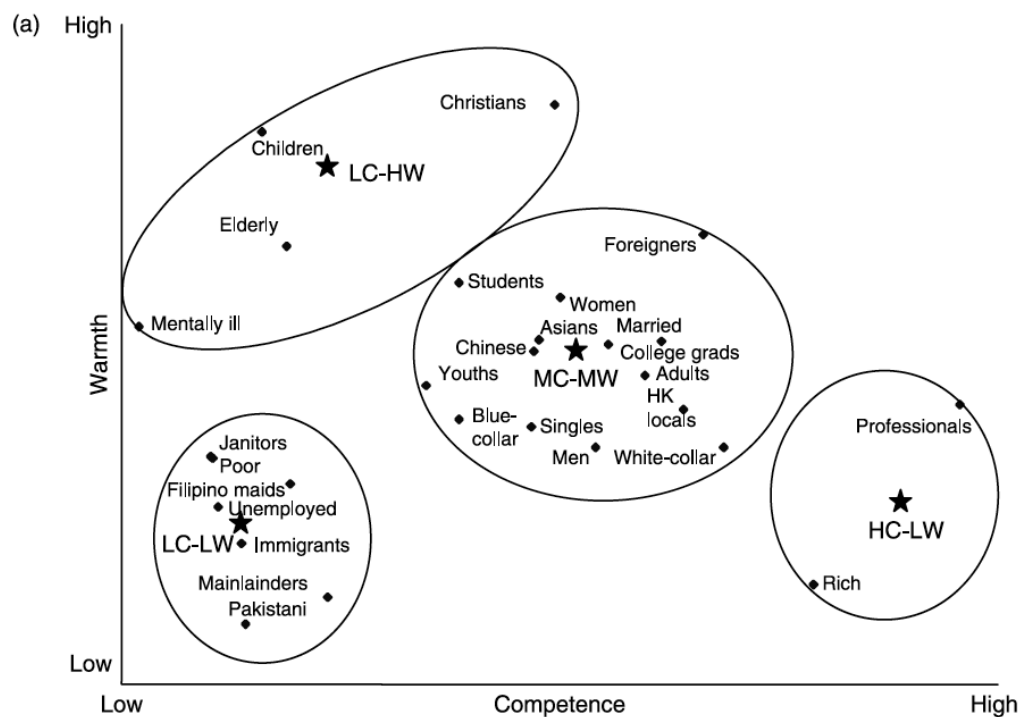 (a)
High
Christians
Children
LC-HW
Elderly
Foreigners
Students
Women
Mentally ill
Asians
Married
Chinese
College grads
Warmth
Youths
MC-MW
Adults
HK
locals
Blue-
collar
Singles
Men
White-collar
Professionals
Janitors
Poor
Filipino maids
Unemployed
LC-LW
Immigrants
HC-LW
Mainlainders
Rich
Pakistani
Low
Low
Competence
High